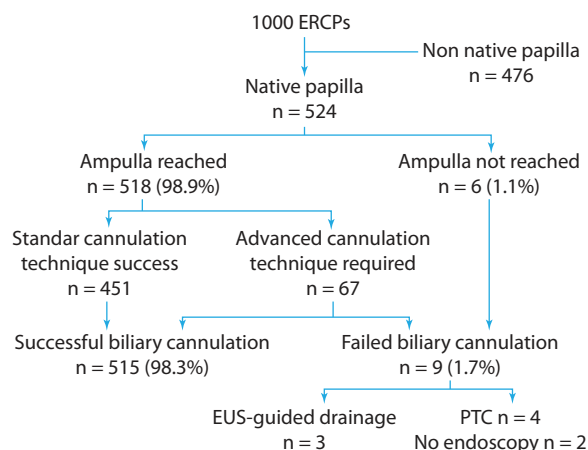 1000 ERCPs
Non native papilla
n = 476
Native papilla
n = 524
Ampulla reached
n = 518 (98.9%)
Ampulla not reached
n = 6 (1.1%)
Standar cannulation
technique success
n = 451
Advanced cannulation
technique required
n = 67
Successful biliary cannulation
n = 515 (98.3%)
Failed biliary cannulation
n = 9 (1.7%)
EUS-guided drainage
n = 3
PTC n = 4
No endoscopy n = 2